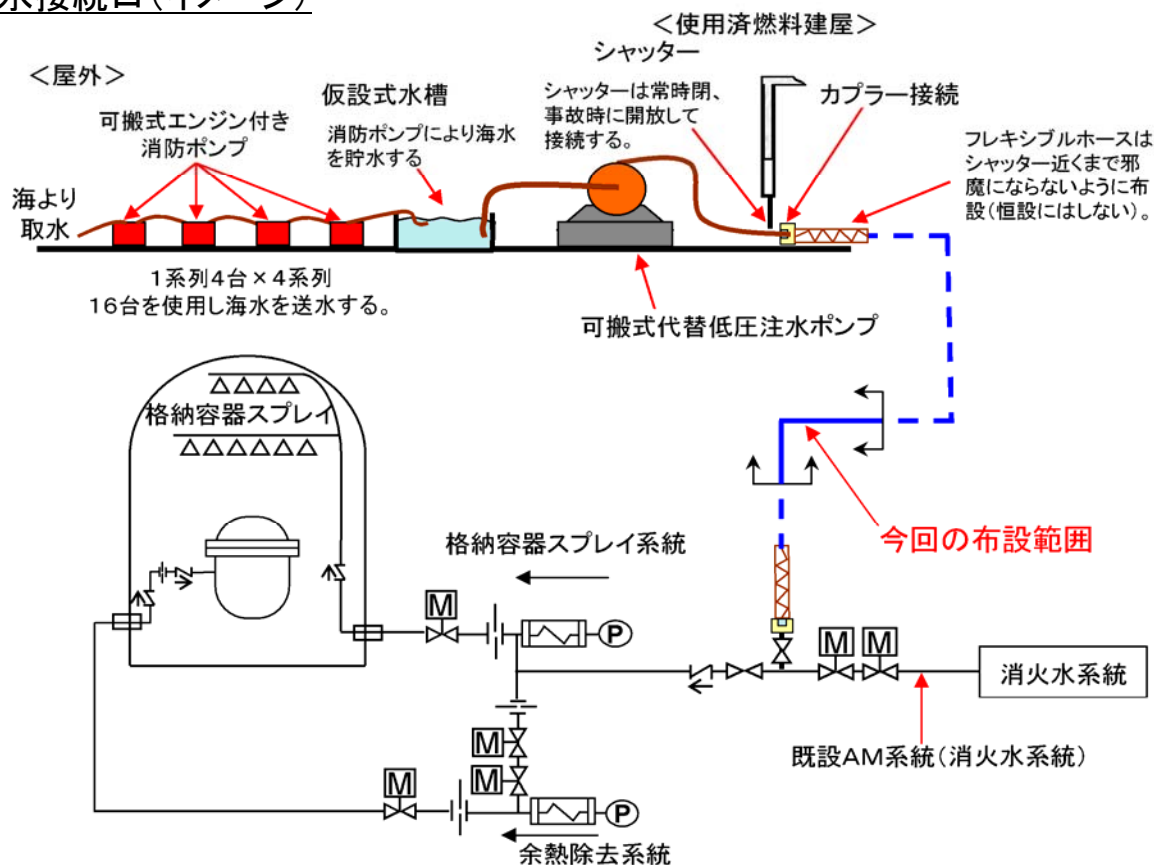 水接続口(イメージ)
＜使用済燃料建屋＞
シャッター
＜屋外＞
仮設式水槽
シャッターは常時閉、
事故時に開放して
接続する。
カプラー接続
可搬式エンジン付き
消防ポンプ
消防ポンプにより海水
を貯水する
フレキシブルホースは
シャッター近くまで邪
魔にならないように布
設(恒設にはしない)。
海より
取水
1系列4台×4系列
16台を使用し海水を送水する。
可搬式代替低圧注水ポンプ
格納容器スプレイ
今回の布設範囲
格納容器スプレイ系統
M
P
M
M
消火水系統
M
既設AM系統(消火水系統)
M
M
P
余熱除去系統